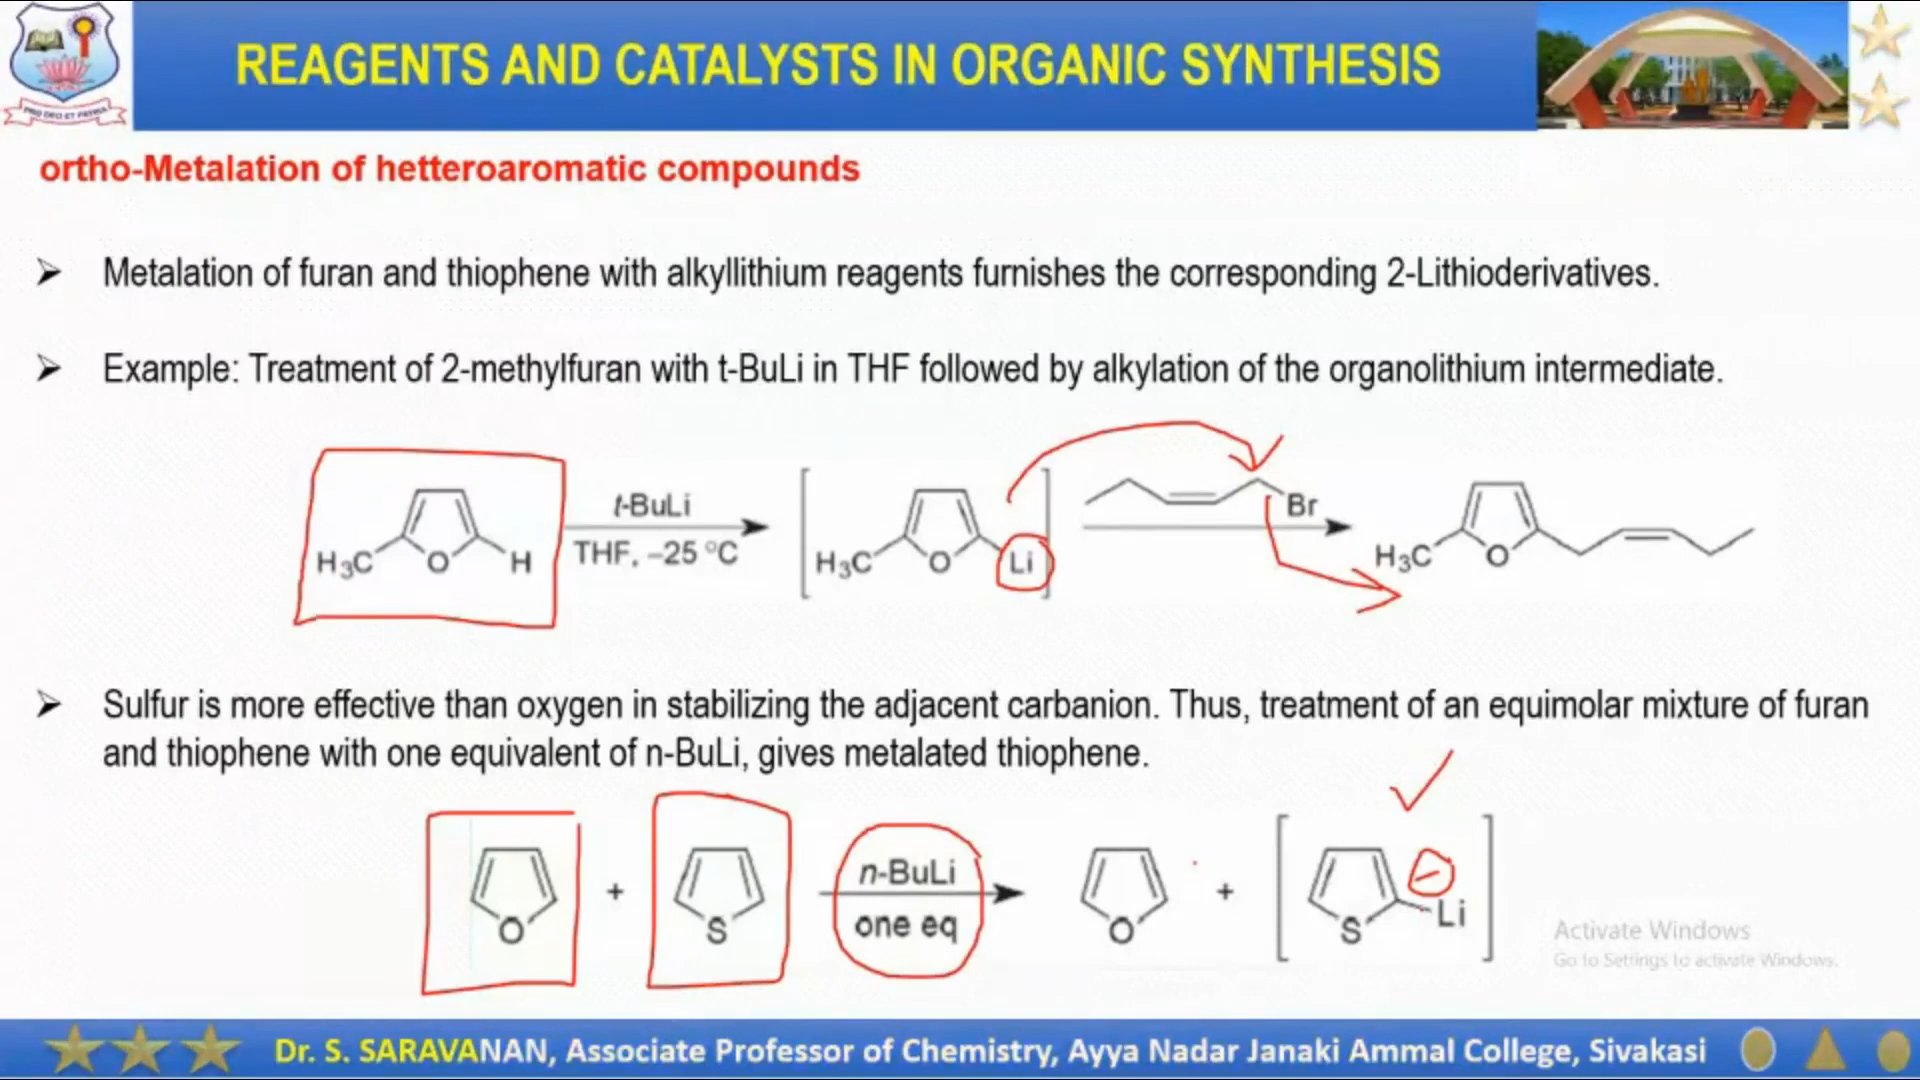 REAGENTS AND CATALYSTS IN ORGANIC SYNTHESIS
PRO DEO ET PATRIA
ortho-Metalation of hetteroaromatic compounds
Metalation of furan and thiophene with alkyllithium reagents furnishes the corresponding 2-Lithioderivatives.
Example: Treatment of 2-methylfuran with t-BuLi in THF followed by alkylation of the organolithium intermediate.
H₃C O H
t-BuLi
THF, –25 °C
H₃C O Li
Br
H₃C O
Sulfur is more effective than oxygen in stabilizing the adjacent carbanion. Thus, treatment of an equimolar mixture of furan
and thiophene with one equivalent of n-BuLi, gives metalated thiophene.
O + S
n-BuLi
one eq
O + S Li
Activate Windows
Go to Settings to activate Windows.
Dr. S. SARAVANAN, Associate Professor of Chemistry, Ayya Nadar Janaki Ammal College, Sivakasi